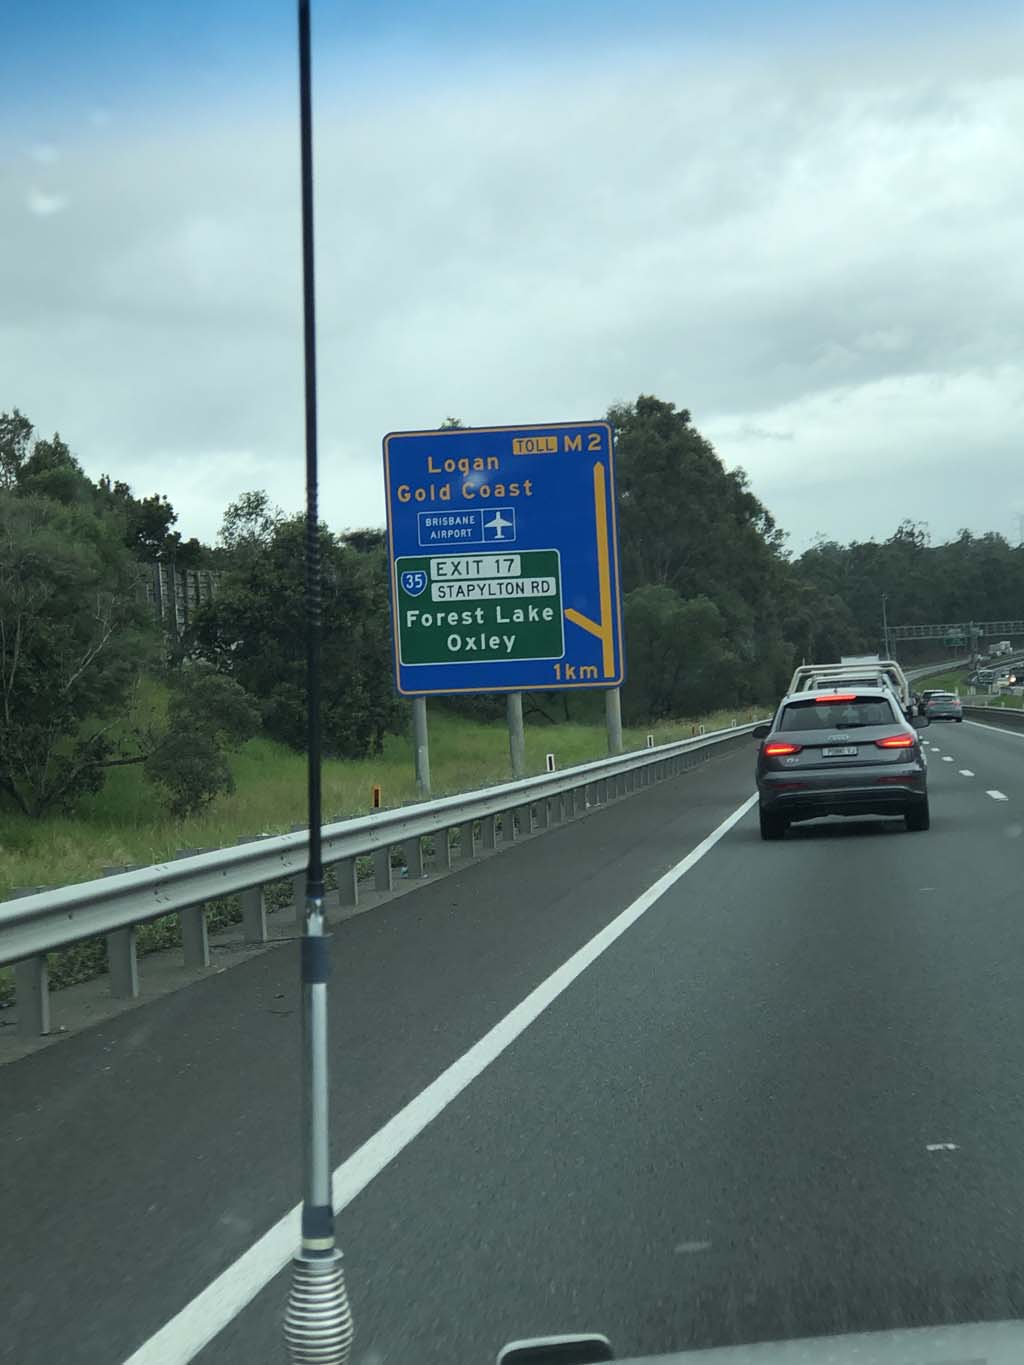 TOLL M2
Logan
Gold Coast
BRISBANE
AIRPORT
35 EXIT 17
STAPYLTON RD
Forest Lake
Oxley
1km